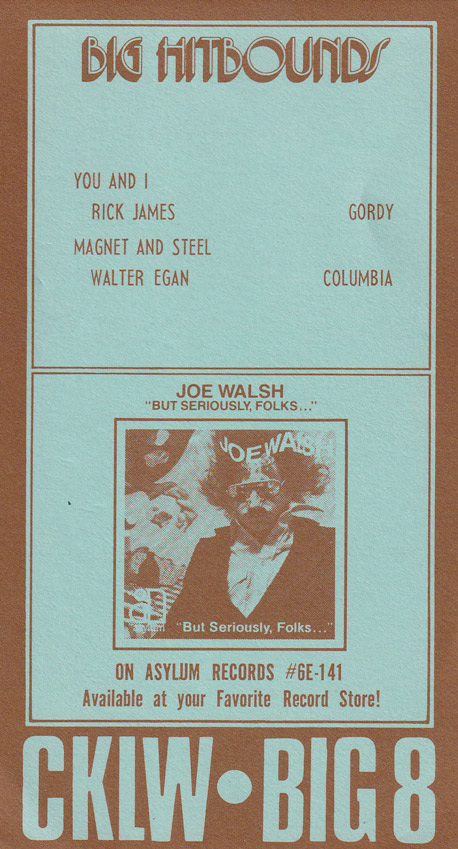 BIG HITBOUNDS
YOU AND I
RICK JAMES GORDY
MAGNET AND STEEL
WALTER EGAN COLUMBIA
JOE WALSH
"BUT SERIOUSLY, FOLKS..."
JOE WALSH
"But Seriously, Folks..."
ON ASYLUM RECORDS #6E-141
Available at your Favorite Record Store!
CKLW•BIG 8